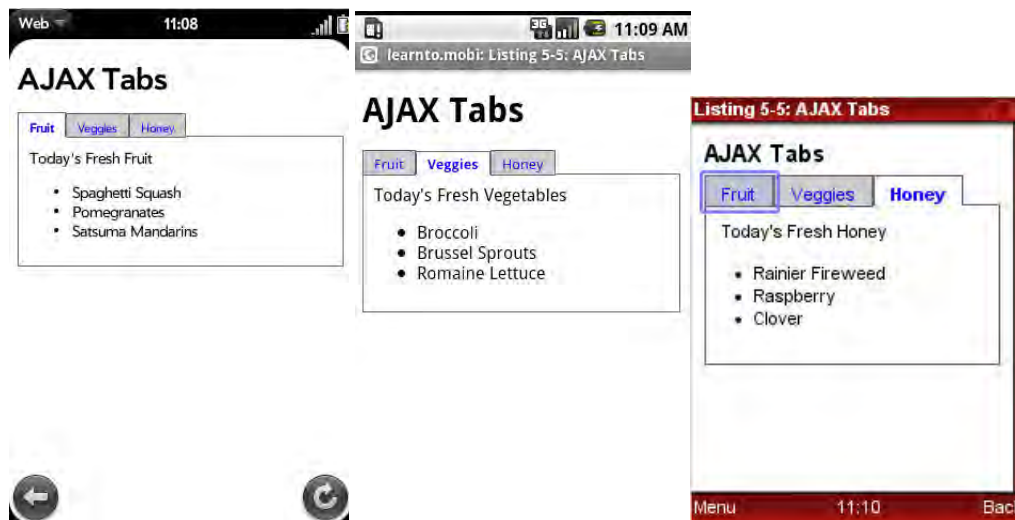 Web 11:08
AJAX Tabs
Fruit Veggies Honey
Today's Fresh Fruit
• Spaghetti Squash
• Pomegranates
• Satsuma Mandarins
3G 11:09 AM
learnto.mobi: Listing 5-5: AJAX Tabs
AJAX Tabs
Fruit Veggies Honey
Today's Fresh Vegetables
• Broccoli
• Brussel Sprouts
• Romaine Lettuce
Listing 5-5: AJAX Tabs
AJAX Tabs
Fruit Veggies Honey
Today's Fresh Honey
• Rainier Fireweed
• Raspberry
• Clover
Menu 11:10 Bac